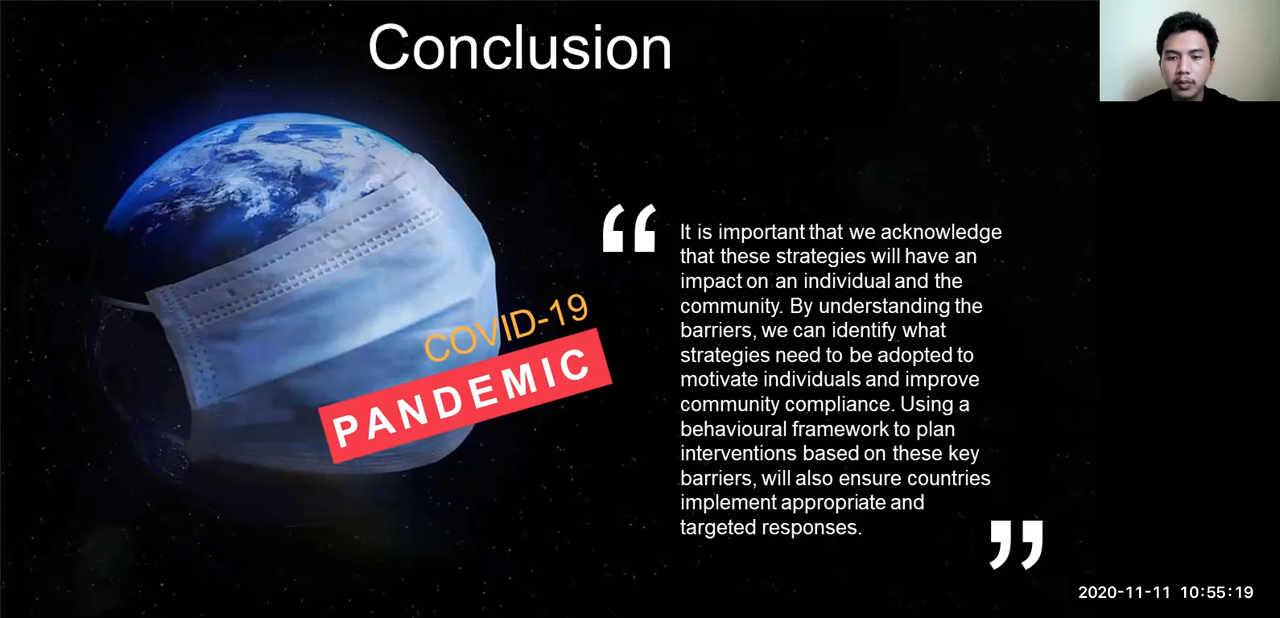 Conclusion
COVID-19
PANDEMIC
“
It is important that we acknowledge
that these strategies will have an
impact on an individual and the
community. By understanding the
barriers, we can identify what
strategies need to be adopted to
motivate individuals and improve
community compliance. Using a
behavioural framework to plan
interventions based on these key
barriers, will also ensure countries
implement appropriate and
targeted responses.
”
2020-11-11 10:55:19